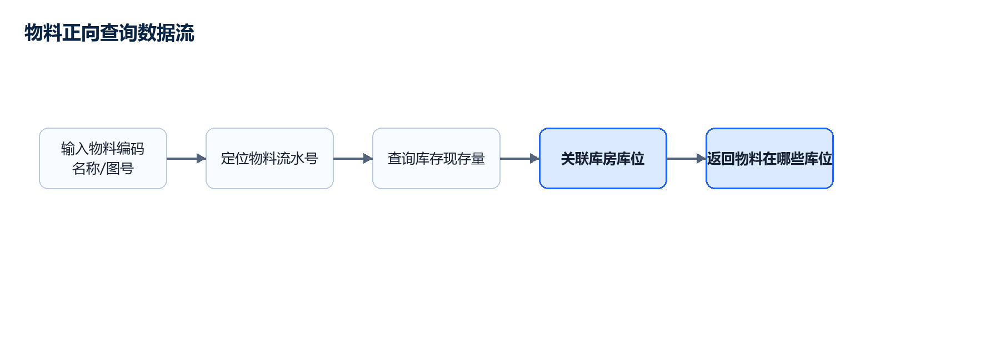 物料正向查询数据流
输入物料编码
名称/图号
定位物料流水号
查询库存现存量
关联库房库位
返回物料在哪些库位